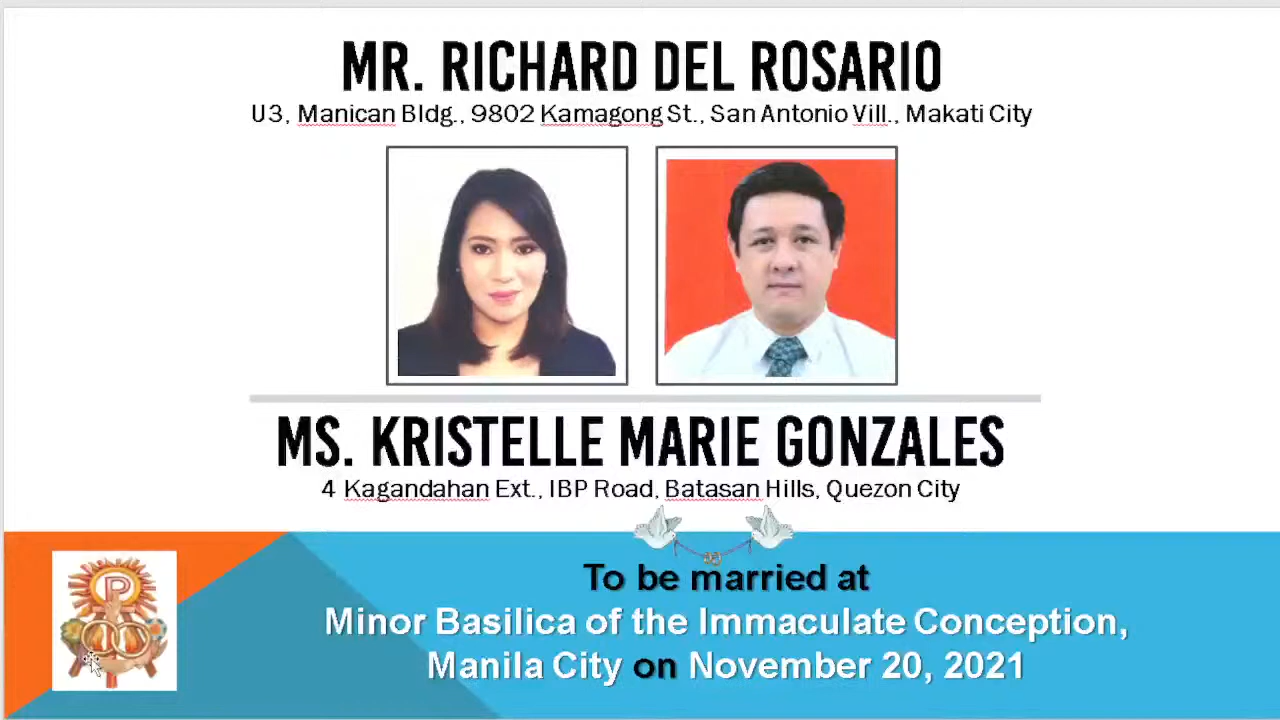 MR. RICHARD DEL ROSARIO
U3, Manican Bldg., 9802 Kamagong St., San Antonio Vill., Makati City
MS. KRISTELLE MARIE GONZALES
4 Kagandahan Ext., IBP Road, Batasan Hills, Quezon City
To be married at
Minor Basilica of the Immaculate Conception,
Manila City on November 20, 2021